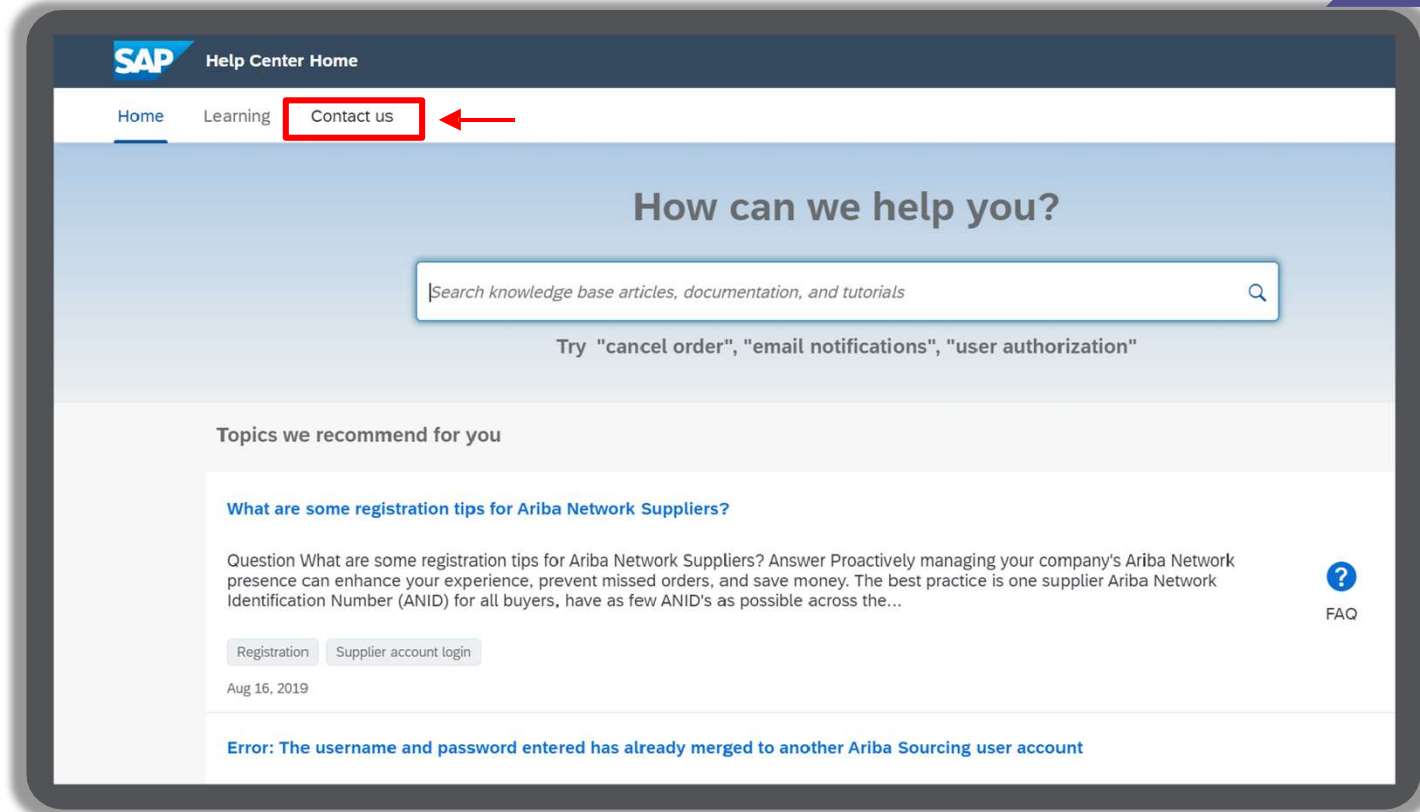 SAP Help Center Home
Home Learning Contact us
How can we help you?
Search knowledge base articles, documentation, and tutorials
Try "cancel order", "email notifications", "user authorization"
Topics we recommend for you
What are some registration tips for Ariba Network Suppliers?
Question What are some registration tips for Ariba Network Suppliers? Answer Proactively managing your company's Ariba Network
presence can enhance your experience, prevent missed orders, and save money. The best practice is one supplier Ariba Network
Identification Number (ANID) for all buyers, have as few ANID's as possible across the...
?
FAQ
Registration Supplier account login
Aug 16, 2019
Error: The username and password entered has already merged to another Ariba Sourcing user account